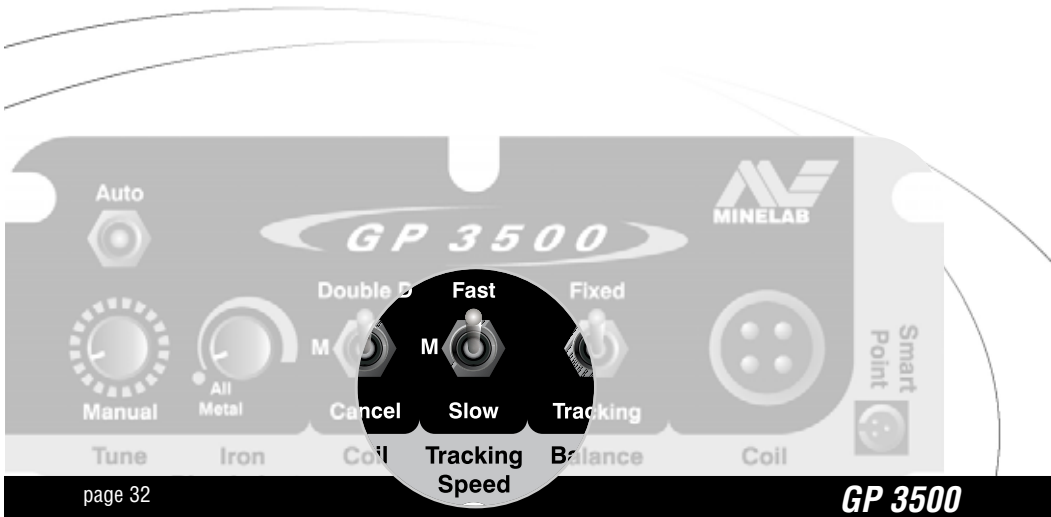 Auto
MINELAB
GP 3500
Double D Fast Fixed
M M
Smart Point
All Metal
Manual Cancel Slow Tracking
Tune Iron Coil Tracking Speed Balance Coil
page 32 GP 3500